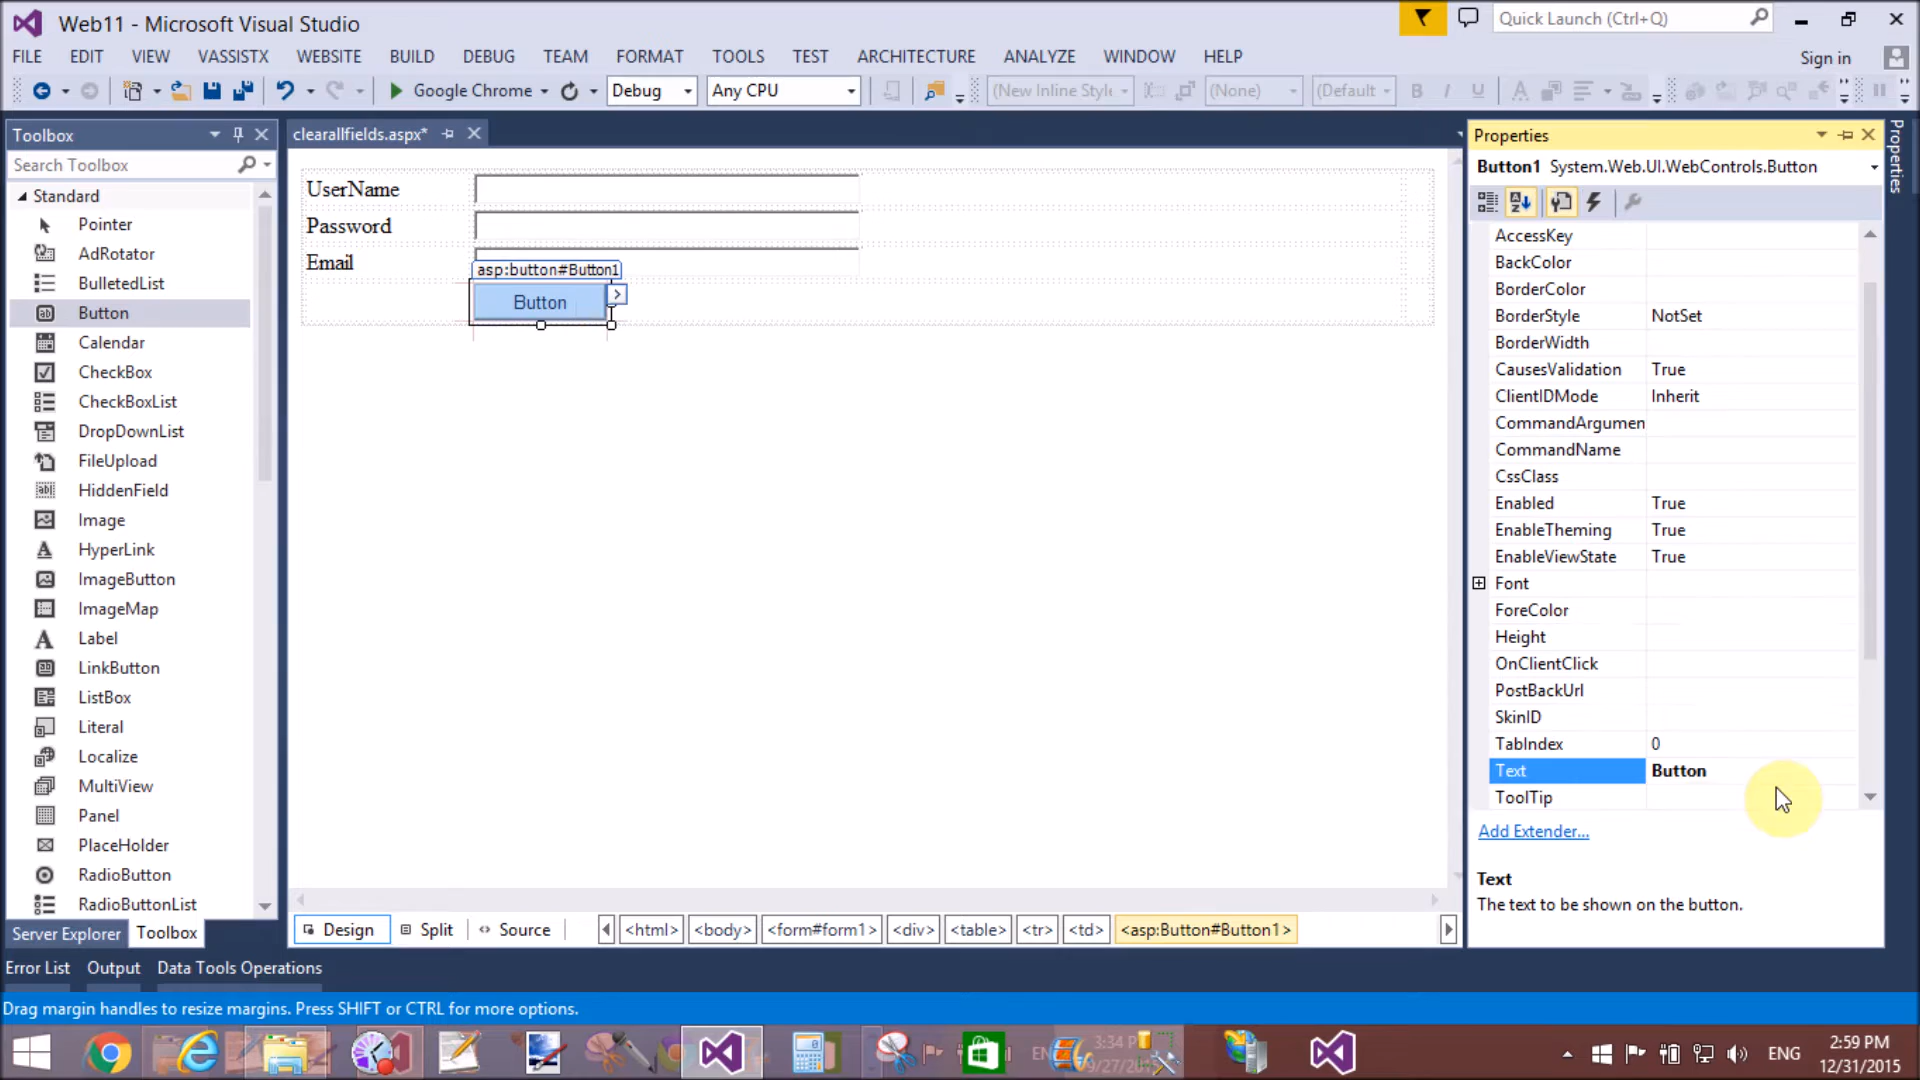 Web11 - Microsoft Visual Studio
Quick Launch (Ctrl+Q)
FILE EDIT VIEW VASSISTX WEBSITE BUILD DEBUG TEAM FORMAT TOOLS TEST ARCHITECTURE ANALYZE WINDOW HELP
Sign in
Google Chrome Debug Any CPU (New Inline Style (None) (Default B I U A
Toolbox
Search Toolbox
Standard
Pointer
AdRotator
BulletedList
Button
Calendar
CheckBox
CheckBoxList
DropDownList
FileUpload
HiddenField
Image
HyperLink
ImageButton
ImageMap
Label
LinkButton
ListBox
Literal
Localize
MultiView
Panel
PlaceHolder
RadioButton
RadioButtonList
Server Explorer Toolbox
clearallfields.aspx*
UserName
Password
Email
asp:button#Button1
Button
Design Split Source <html> <body> <form#form1> <div> <table> <tr> <td> <asp:Button#Button1>
Properties
Button1 System.Web.UI.WebControls.Button
AccessKey
BackColor
BorderColor
BorderStyle NotSet
BorderWidth
CausesValidation True
ClientIDMode Inherit
CommandArgumen
CommandName
CssClass
Enabled True
EnableTheming True
EnableViewState True
Font
ForeColor
Height
OnClientClick
PostBackUrl
SkinID
TabIndex 0
Text Button
ToolTip
Add Extender...
Text
The text to be shown on the button.
Properties
Error List Output Data Tools Operations
Drag margin handles to resize margins. Press SHIFT or CTRL for more options.
ENG
2:59 PM
12/31/2015
3:34 P
9/27/20